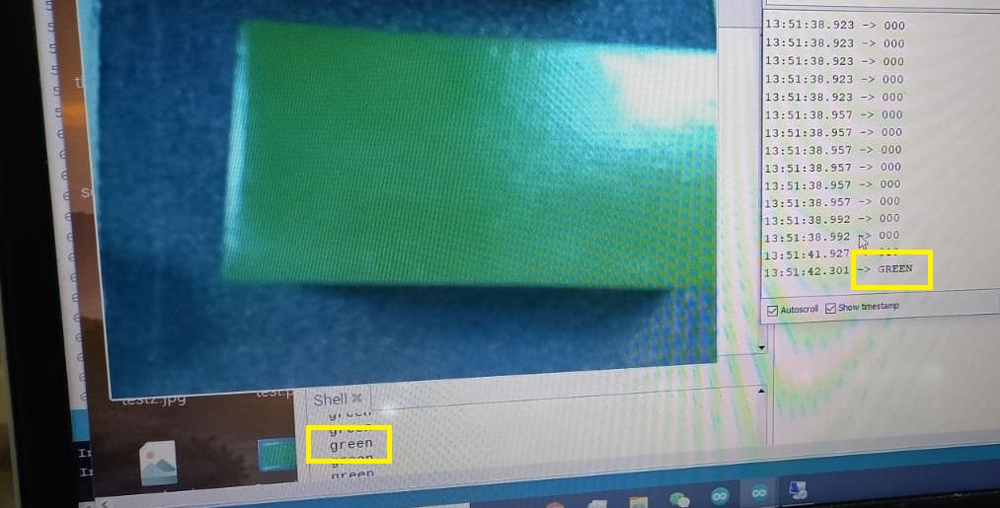 13:51:38.923 -> 000
13:51:38.923 -> 000
13:51:38.923 -> 000
13:51:38.923 -> 000
13:51:38.923 -> 000
13:51:38.957 -> 000
13:51:38.957 -> 000
13:51:38.957 -> 000
13:51:38.957 -> 000
13:51:38.957 -> 000
13:51:38.957 -> 000
13:51:38.992 -> 000
13:51:38.992 -> 000
13:51:41.927
13:51:42.301 -> GREEN
Autoscroll Show timestamp
test2.jpg
Shell
green
green
green
green
green